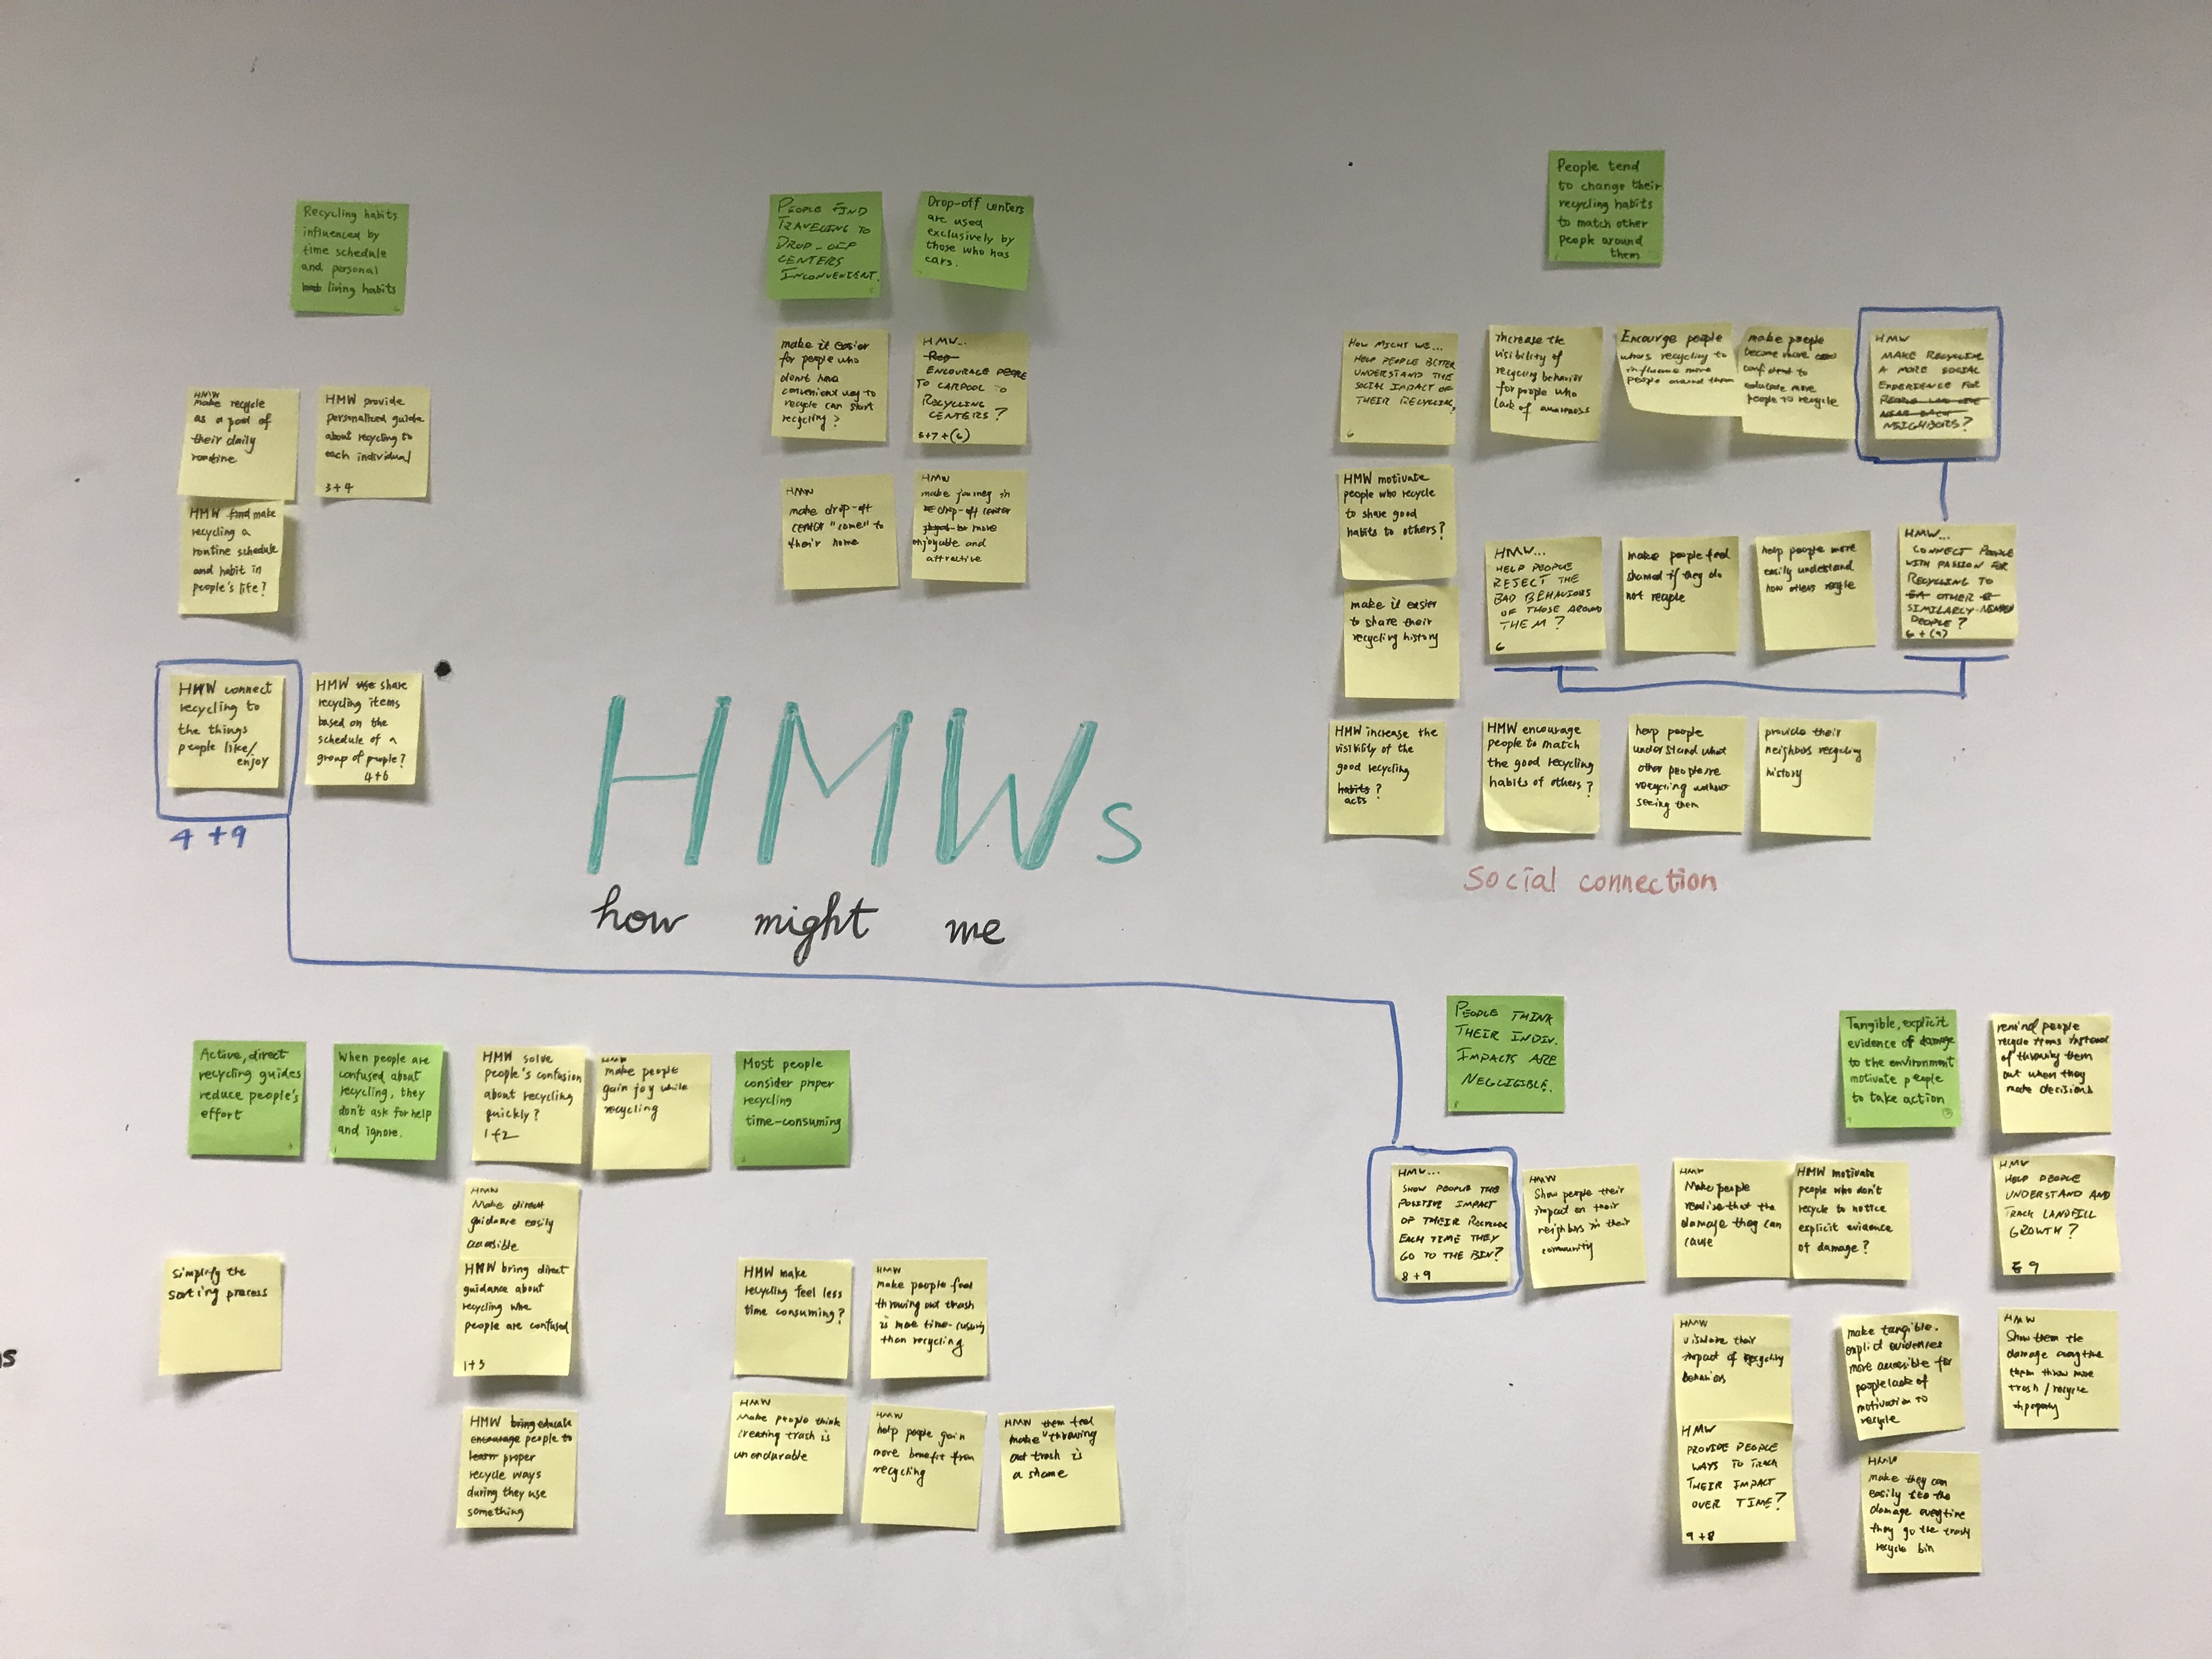 Recycling habits
influenced by
time schedule
and personal
living habits
HMW
make recycle
as a part of
their daily
routine
HMW provide
personalized guide
about recycling to
each individual
3+4
HMW find make
recycling a
routine schedule
and habit in
people's life?
HMW connect
recycling to
the things
people like/
enjoy
4+9
HMW use share
recycling items
based on the
schedule of a
group of people?
4+6
PEOPLE FIND
TRAVELING TO
DROP-OFF
CENTERS
INCONVENIENT.
5
Drop-off centers
are used
exclusively by
those who has
cars.
make it easier
for people who
don't have
convenient way to
recycle can start
recycling?
HMW...
ENCOURAGE PEOPLE
TO CARPOOL TO
RECYCLING
CENTERS?
5+7+(6)
HMW
make drop-off
center "come" to
their home
HMW
make journey in
drop-off center
more
enjoyable and
attractive
HMWs
how might me
People tend
to change their
recycling habits
to match other
people around
them
HOW MIGHT WE...
HELP PEOPLE BETTER
UNDERSTAND THE
SOCIAL IMPACT OF
THEIR RECYCLING?
6
increase the
visibility of
recycling behavior
for people who
lack of awareness
Encourge people
whors recycling to
influence more
people around them
make people
become more
confident to
educate more
people to recycle
HMW
MAKE RECYCLING
A MORE SOCIAL
EXPERIENCE FOR
PEOPLE WHO LIVE
NEAR EACH
NEIGHBORS?
HMW motivate
people who recycle
to share good
habits to others?
make it easier
to share their
recycling history
HMW...
HELP PEOPLE
REJECT THE
BAD BEHAVIORS
OF THOSE AROUND
THEM?
6
make people feel
shamed if they do
not recycle
help people more
easily understand
how others recycle
HMW...
CONNECT PEOPLE
WITH PASSION FOR
RECYCLING TO
OTHER
SIMILARLY-MINDED
PEOPLE?
6+(9)
HMW increase the
visibility of the
good recycling
habits?
acts
HMW encourage
people to match
the good recycling
habits of others?
help people
understand what
other people're
recycling without
seeing them
provide their
neighbors recycling
history
Social connection
Active, direct
recycling guides
reduce people's
effort
3
When people are
confused about
recycling, they
don't ask for help
and ignore.
1
HMW solve
people's confusion
about recycling
quickly?
1+2
HMW
make people
gain joy while
recycling
Most people
consider proper
recycling
time-consuming
2
HMW
Make direct
guidance easily
accesible
simplify the
sorting process
HMW bring direct
guidance about
recycling whe
people are confused
1+3
HMW bring educate
encourage people to
learn proper
recycle ways
during they use
something
HMW make
recycling feel less
time consuming?
HMW
make people feel
throwing out trash
is more time-
than recycling
HMW
Make people think
creating trash is
unendurable
HMW
help people gain
more benefit from
recycling
HMW them feel
make throwing
out trash is
a shame
PEOPLE THINK
THEIR INDIV.
IMPACTS ARE
NEGLIGIBLE.
8
Tangible, explicit
evidence of damage
to the environment
motivate people
to take action
remind people
recycle items instead
of throwing them
out when they
made decisions
HMW...
SHOW PEOPLE THE
POSITIVE IMPACT
OF THEIR
EACH TIME THEY
GO TO THE BIN?
8+9
HMW
Show people their
impact on their
neighbors in their
community
HMW
Make people
realize that the
damage they can
cause
HMW motivate
people who don't
recycle to notice
explicit evidence
of damage?
HMW
HELP PEOPLE
UNDERSTAND AND
TRACK LANDFILL
GROWTH?
9
HMW
their
impact of recycling
behaviors
make tangible,
explicit evidences
more accessible for
people lack of
motivation to
recycle
HMW
Show them the
damage everytime
them throw more
trash / recycle
HMW
PROVIDE PEOPLE
WAYS TO TRACK
THEIR IMPACT
OVER TIME?
9+8
HMW
make they can
easily see the
damage everytime
they go the trash/
recycle bin